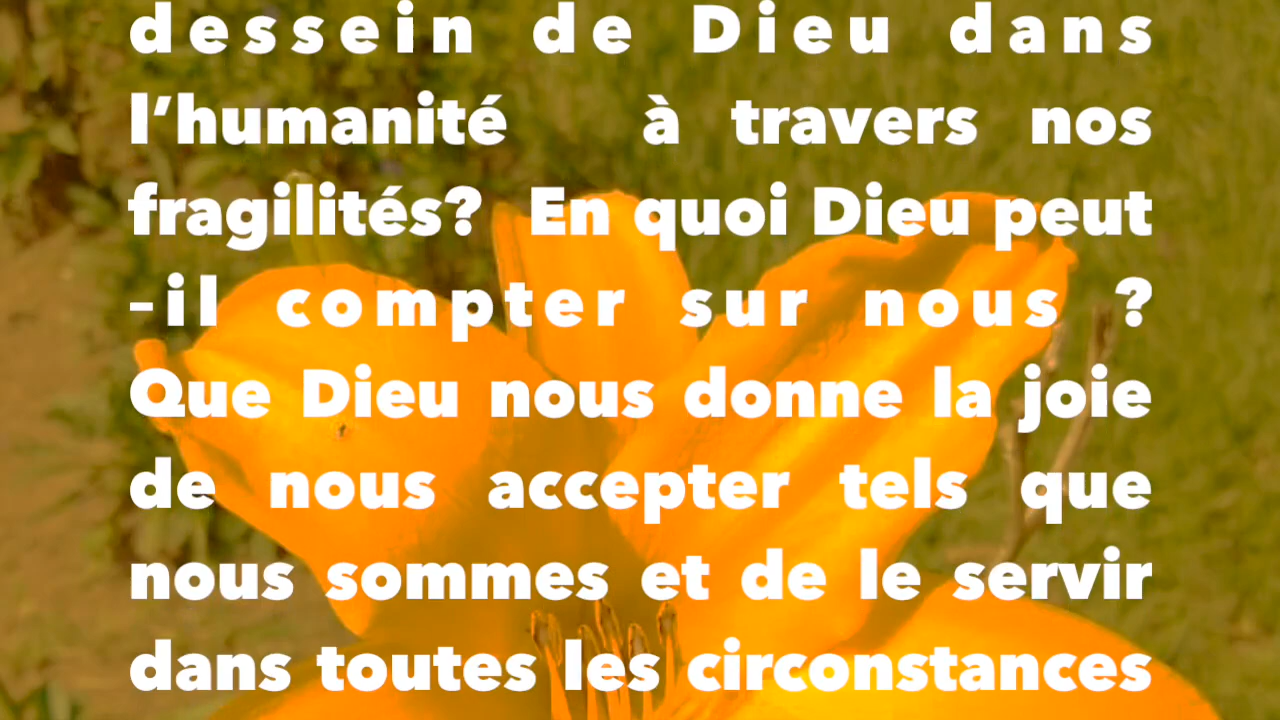 dessein de Dieu dans
l’humanité à travers nos
fragilités? En quoi Dieu peut
-il compter sur nous ?
Que Dieu nous donne la joie
de nous accepter tels que
nous sommes et de le servir
dans toutes les circonstances